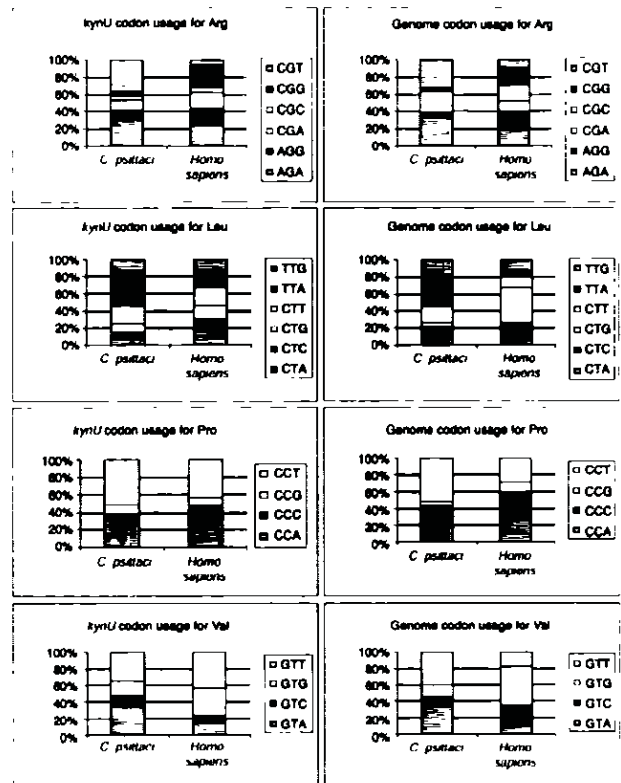 kynU codon usage for Arg
100%
80%
60%
40%
20%
0%
C psittaci
Homo
sapiens
CGT
CGG
CGC
CGA
AGG
AGA
Genome codon usage for Arg
100%
80%
60%
40%
20%
0%
C psittaci
Homo
sapiens
CGT
CGG
CGC
CGA
AGG
AGA
kynU codon usage for Leu
100%
80%
60%
40%
20%
0%
C psittaci
Homo
sapiens
TTG
TTA
CTT
CTG
CTC
CTA
Genome codon usage for Leu
100%
80%
60%
40%
20%
0%
C psittaci
Homo
sapiens
TTG
TTA
CTT
CTG
CTC
CTA
kynU codon usage for Pro
100%
80%
60%
40%
20%
0%
C psittaci
Homo
sapiens
CCT
CCG
CCC
CCA
Genome codon usage for Pro
100%
80%
60%
40%
20%
0%
C psittaci
Homo
sapiens
CCT
CCG
CCC
CCA
kynU codon usage for Val
100%
80%
60%
40%
20%
0%
C psittaci
Homo
sapiens
GTT
GTG
GTC
GTA
Genome codon usage for Val
100%
80%
60%
40%
20%
0%
C psittaci
Homo
sapiens
GTT
GTG
GTC
GTA